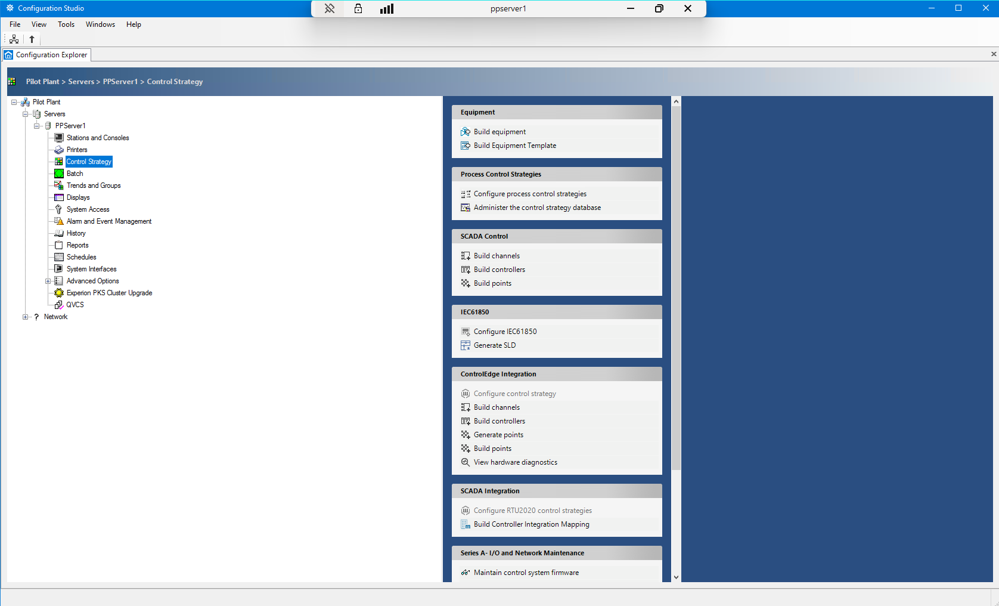 Configuration Studio
ppserver1
File View Tools Windows Help
Configuration Explorer
Pilot Plant > Servers > PPServer1 > Control Strategy
Pilot Plant
Servers
PPServer1
Stations and Consoles
Printers
Control Strategy
Batch
Trends and Groups
Displays
System Access
Alarm and Event Management
History
Reports
Schedules
System Interfaces
Advanced Options
Experion PKS Cluster Upgrade
QVCS
? Network
Equipment
Build equipment
Build Equipment Template
Process Control Strategies
Configure process control strategies
Administer the control strategy database
SCADA Control
Build channels
Build controllers
Build points
IEC61850
Configure IEC61850
Generate SLD
ControlEdge Integration
Configure control strategy
Build channels
Build controllers
Generate points
Build points
View hardware diagnostics
SCADA Integration
Configure RTU2020 control strategies
Build Controller Integration Mapping
Series A- I/O and Network Maintenance
Maintain control system firmware